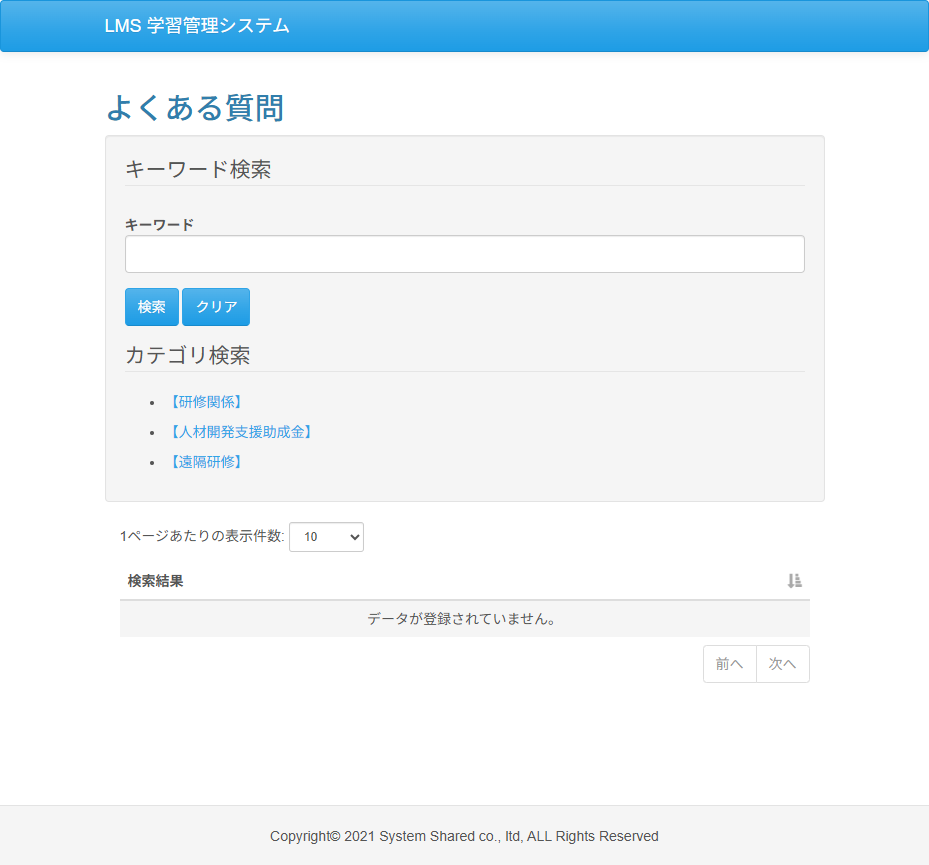 LMS 学習管理システム
よくある質問
キーワード検索
キーワード
検索 クリア
カテゴリ検索
【研修関係】
【人材開発支援助成金】
【遠隔研修】
1ページあたりの表示件数: 10
検索結果
データが登録されていません。
前へ 次へ
Copyright© 2021 System Shared co., ltd, ALL Rights Reserved